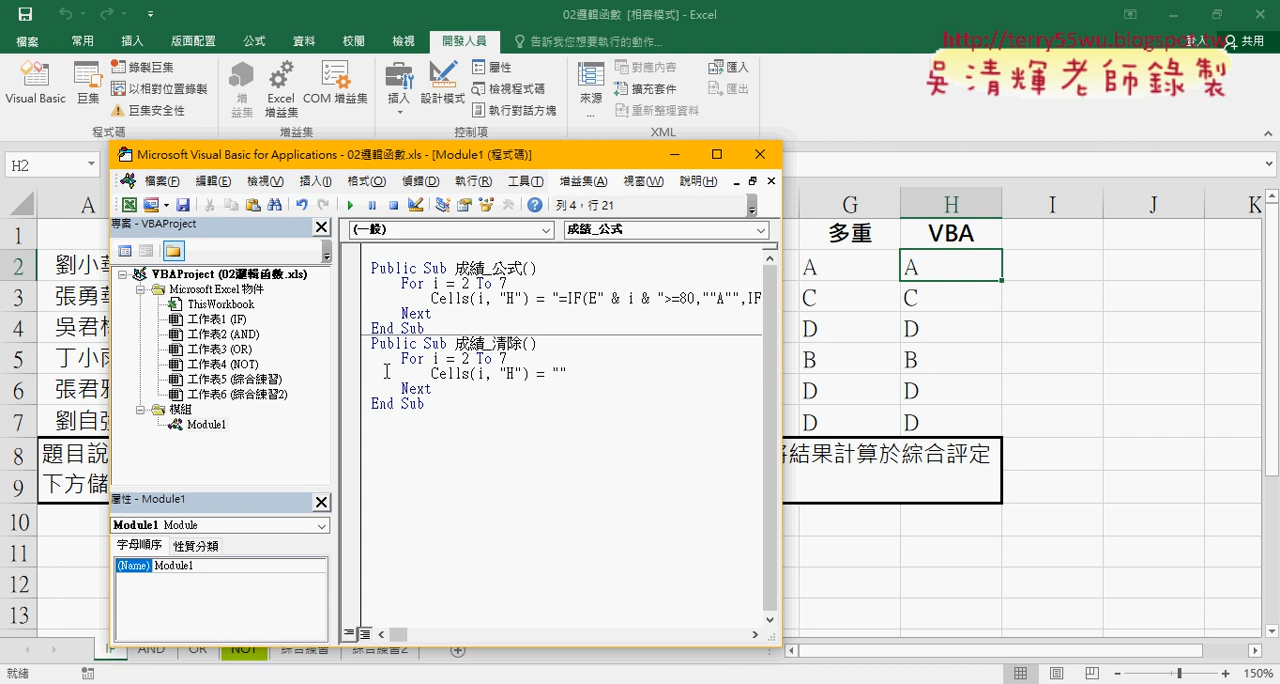 02邏輯函數 [相容模式] - Excel
檔案 常用 插入 版面配置 公式 資料 校閱 檢視 開發人員 告訴我您想要執行的動作... 登入 共用
http://terry55wu.blogspot.tw
吳清輝老師錄製
Visual Basic 巨集 錄製巨集 以相對位置錄製 巨集安全性 程式碼
增益集 Excel 增益集 COM 增益集 增益集
插入 設計模式 屬性 檢視程式碼 執行對話方塊 控制項
來源... 對應內容 擴充套件 重新整理資料 匯入 匯出 XML
H2
Microsoft Visual Basic for Applications - 02邏輯函數.xls - [Module1 (程式碼)]
檔案(F) 編輯(E) 檢視(V) 插入(I) 格式(O) 偵錯(D) 執行(R) 工具(T) 增益集(A) 視窗(W) 說明(H)
列 4，行 21
專案 - VBAProject
VBAProject (02邏輯函數.xls)
Microsoft Excel 物件
ThisWorkbook
工作表1 (IF)
工作表2 (AND)
工作表3 (OR)
工作表4 (NOT)
工作表5 (綜合練習)
工作表6 (綜合練習2)
模組
Module1
屬性 - Module1
Module1 Module
字母順序 性質分類
(Name) Module1
(一般) 成績_公式
Public Sub 成績_公式()
For i = 2 To 7
Cells(i, "H") = "=IF(E" & i & ">=80,""A"",IF
Next
End Sub
Public Sub 成績_清除()
For i = 2 To 7
Cells(i, "H") = ""
Next
End Sub
A G H I J K
1 多重 VBA
2 劉小 A A
3 張勇 C C
4 吳君 D D
5 丁小 B B
6 張君 D D
7 劉自 D D
8 題目說 將結果計算於綜合評定
9 下方儲
10
11
12
13
IF AND OR NOT 綜合練習 綜合練習2
就緒 150%